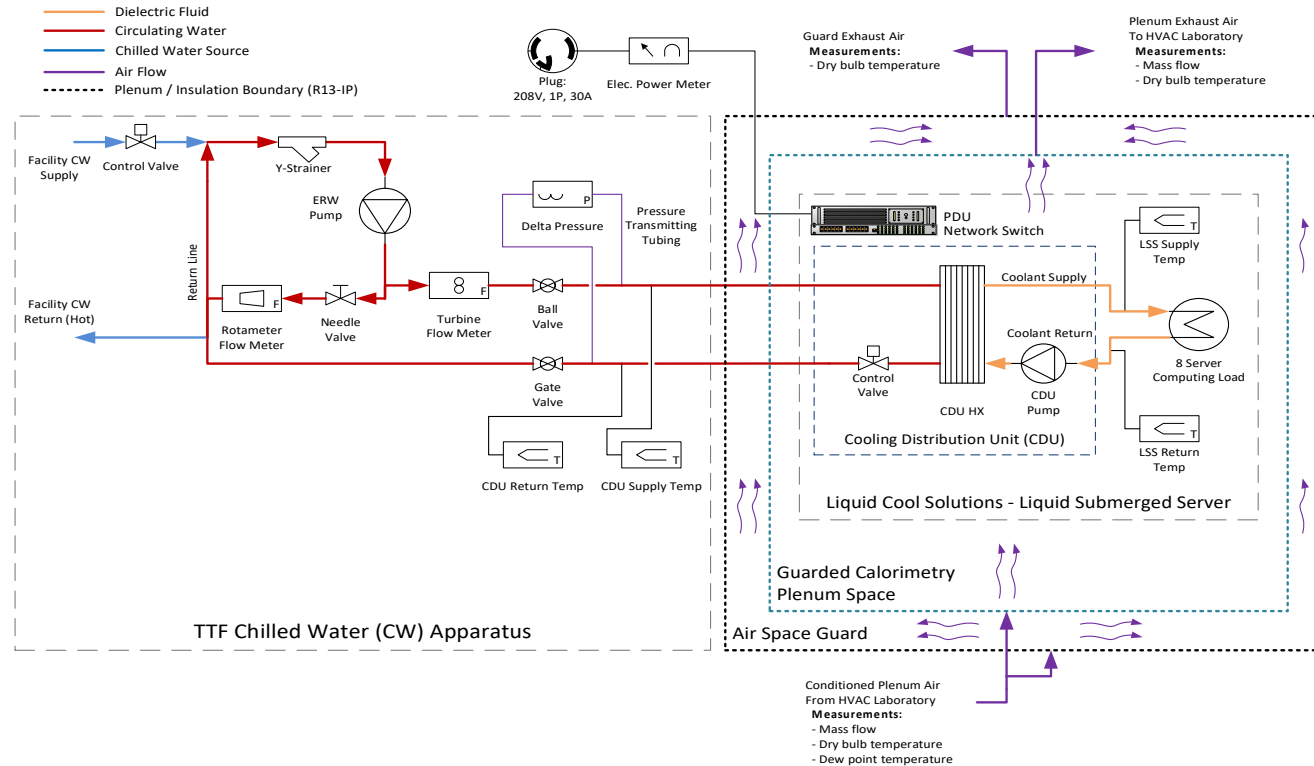 Dielectric Fluid
Circulating Water
Chilled Water Source
Air Flow
Plenum / Insulation Boundary (R13-IP)
Plug:
208V, 1P, 30A
Elec. Power Meter
Guard Exhaust Air
Measurements:
- Dry bulb temperature
Plenum Exhaust Air
To HVAC Laboratory
Measurements:
- Mass flow
- Dry bulb temperature
Facility CW
Supply
Control Valve
Y-Strainer
ERW
Pump
P
Delta Pressure
Pressure
Transmitting
Tubing
Return Line
Facility CW
Return (Hot)
F
Rotameter
Flow Meter
Needle
Valve
F
Turbine
Flow Meter
Ball
Valve
Gate
Valve
T
CDU Return Temp
T
CDU Supply Temp
TTF Chilled Water (CW) Apparatus
PDU
Network Switch
T
LSS Supply
Temp
Coolant Supply
Coolant Return
8 Server
Computing Load
Control
Valve
CDU HX
CDU
Pump
T
LSS Return
Temp
Cooling Distribution Unit (CDU)
Liquid Cool Solutions - Liquid Submerged Server
Guarded Calorimetry
Plenum Space
Air Space Guard
Conditioned Plenum Air
From HVAC Laboratory
Measurements:
- Mass flow
- Dry bulb temperature
- Dew point temperature